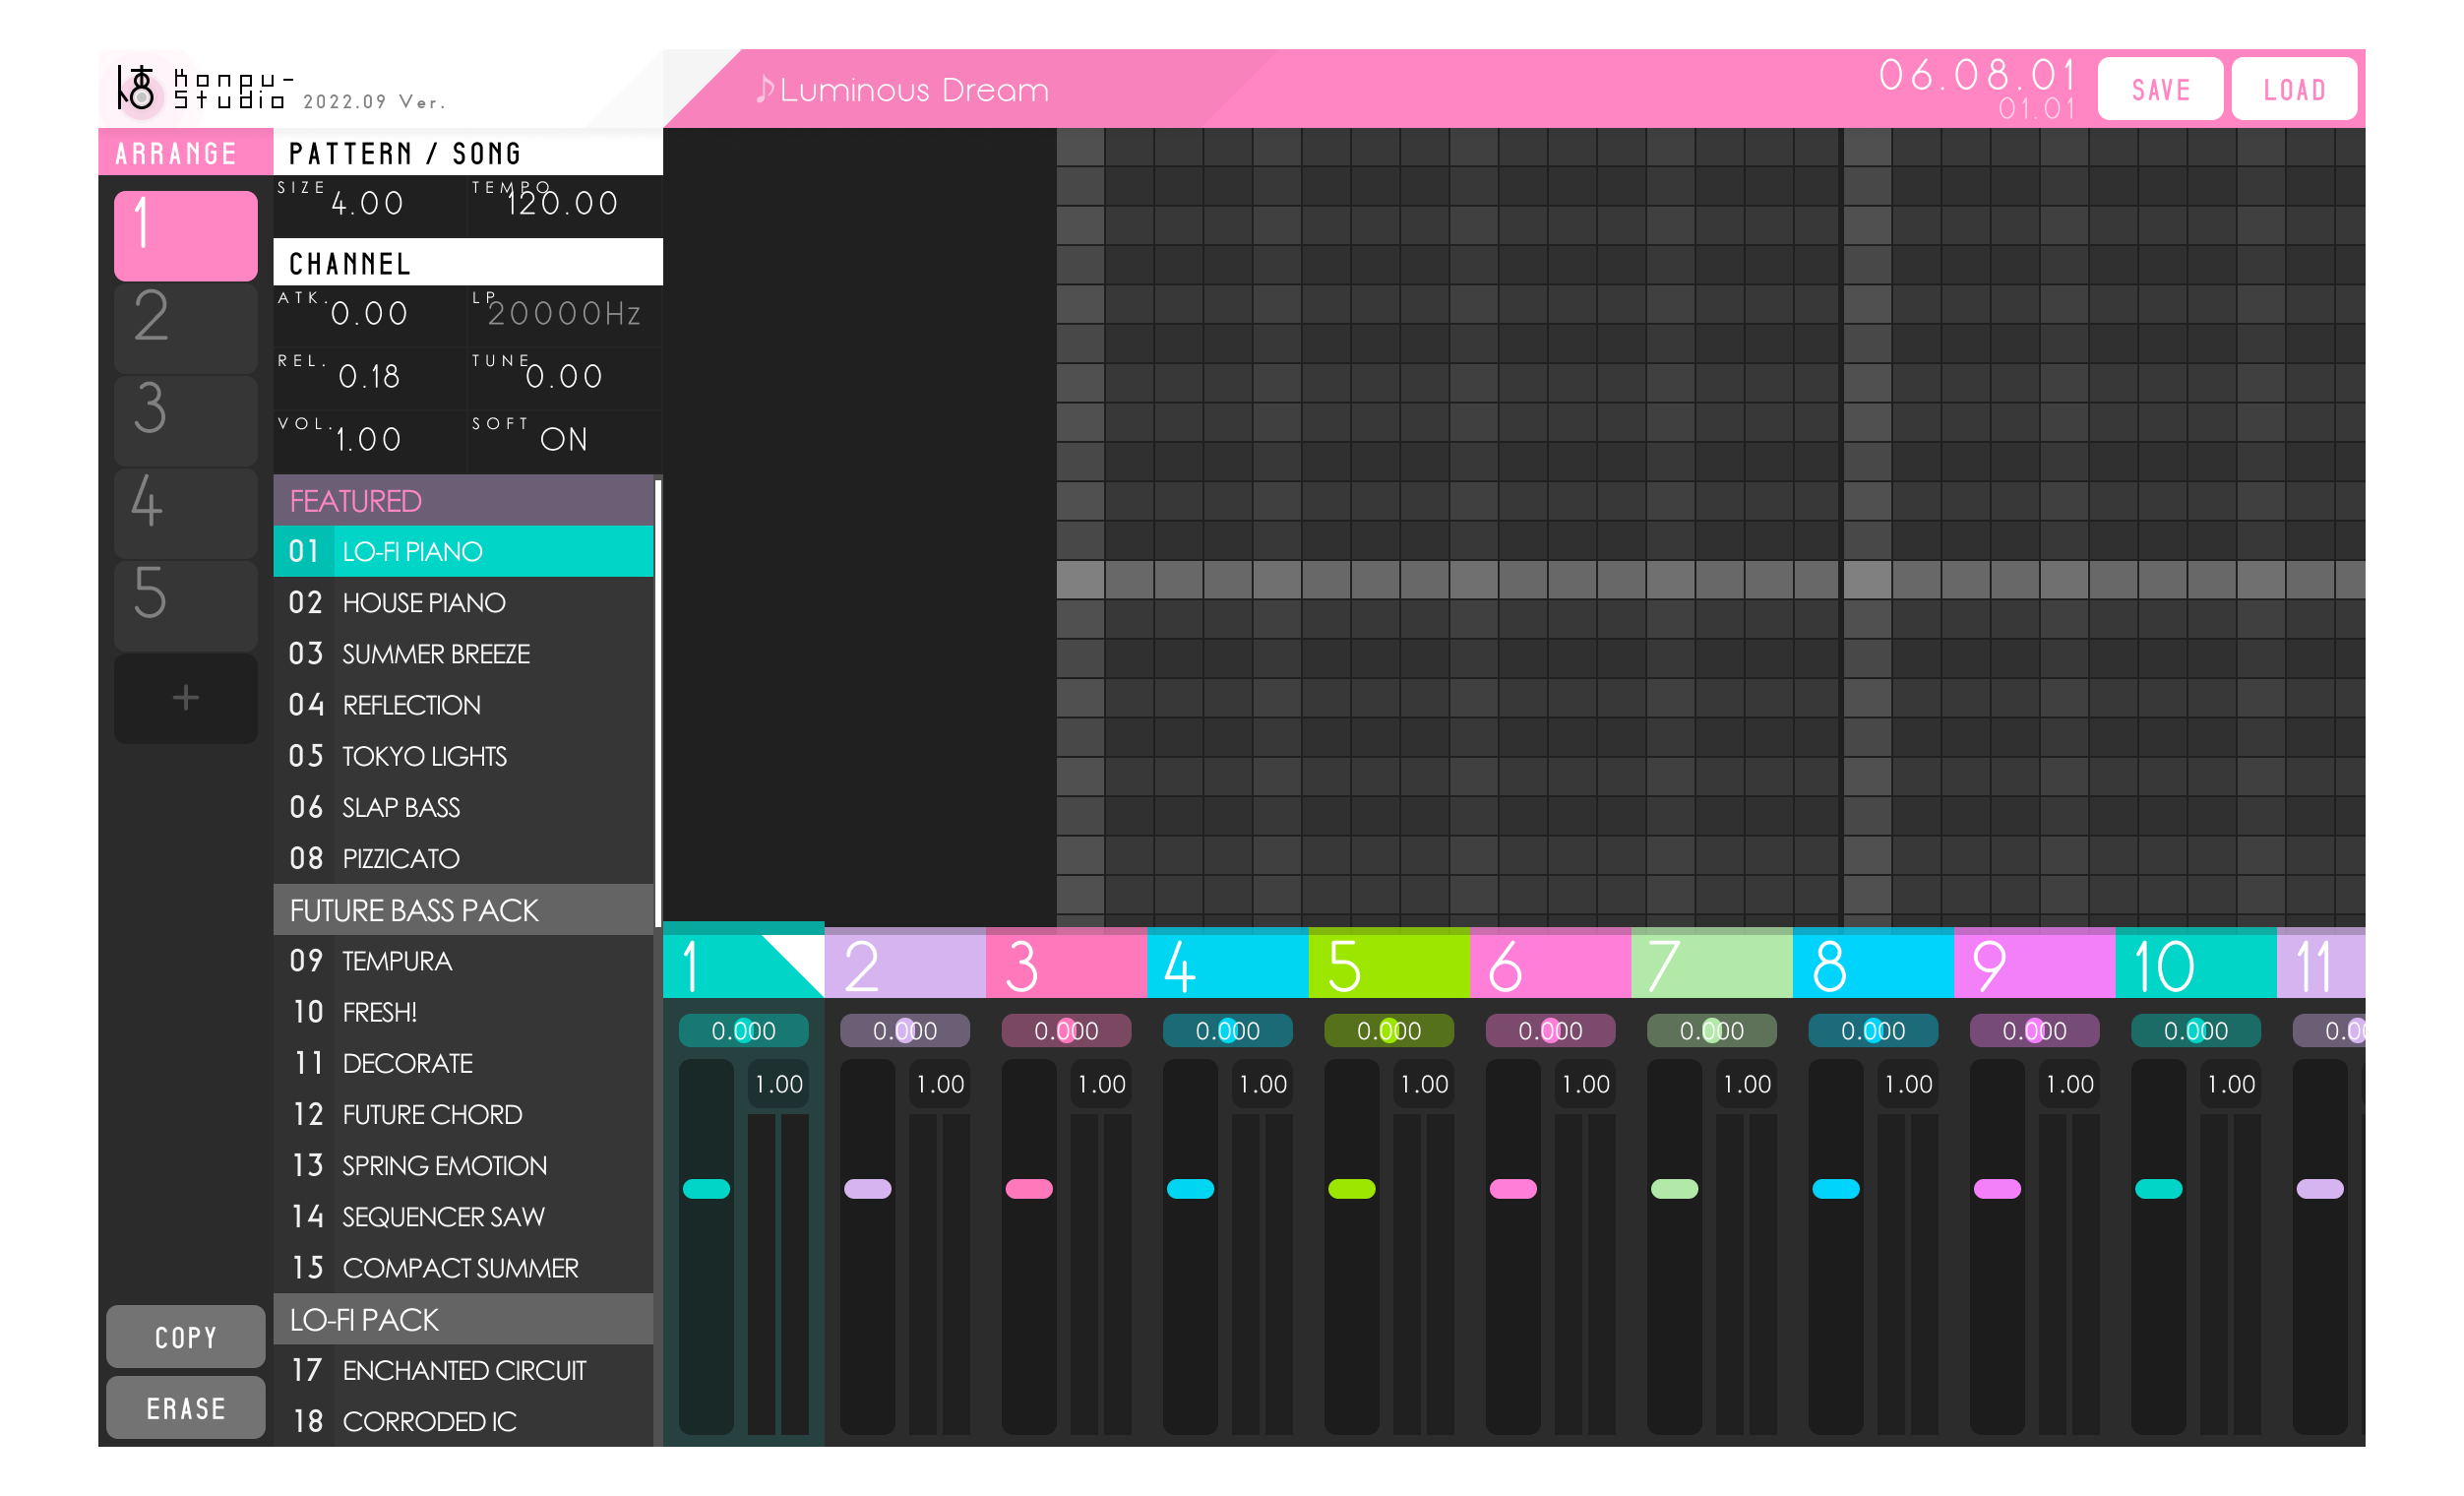 Konpu-
Studio 2022.09 Ver.
♪Luminous Dream
06.08.01
01.01
SAVE
LOAD
ARRANGE
1
2
3
4
5
+
COPY
ERASE
PATTERN / SONG
SIZE 4.00
TEMPO 120.00
CHANNEL
ATK. 0.00
LP 20000Hz
REL. 0.18
TUNE 0.00
VOL. 1.00
SOFT ON
FEATURED
01 LO-FI PIANO
02 HOUSE PIANO
03 SUMMER BREEZE
04 REFLECTION
05 TOKYO LIGHTS
06 SLAP BASS
08 PIZZICATO
FUTURE BASS PACK
09 TEMPURA
10 FRESH!
11 DECORATE
12 FUTURE CHORD
13 SPRING EMOTION
14 SEQUENCER SAW
15 COMPACT SUMMER
LO-FI PACK
17 ENCHANTED CIRCUIT
18 CORRODED IC
1 2 3 4 5 6 7 8 9 10 11
0.000 0.000 0.000 0.000 0.000 0.000 0.000 0.000 0.000 0.000
1.00 1.00 1.00 1.00 1.00 1.00 1.00 1.00 1.00 1.00